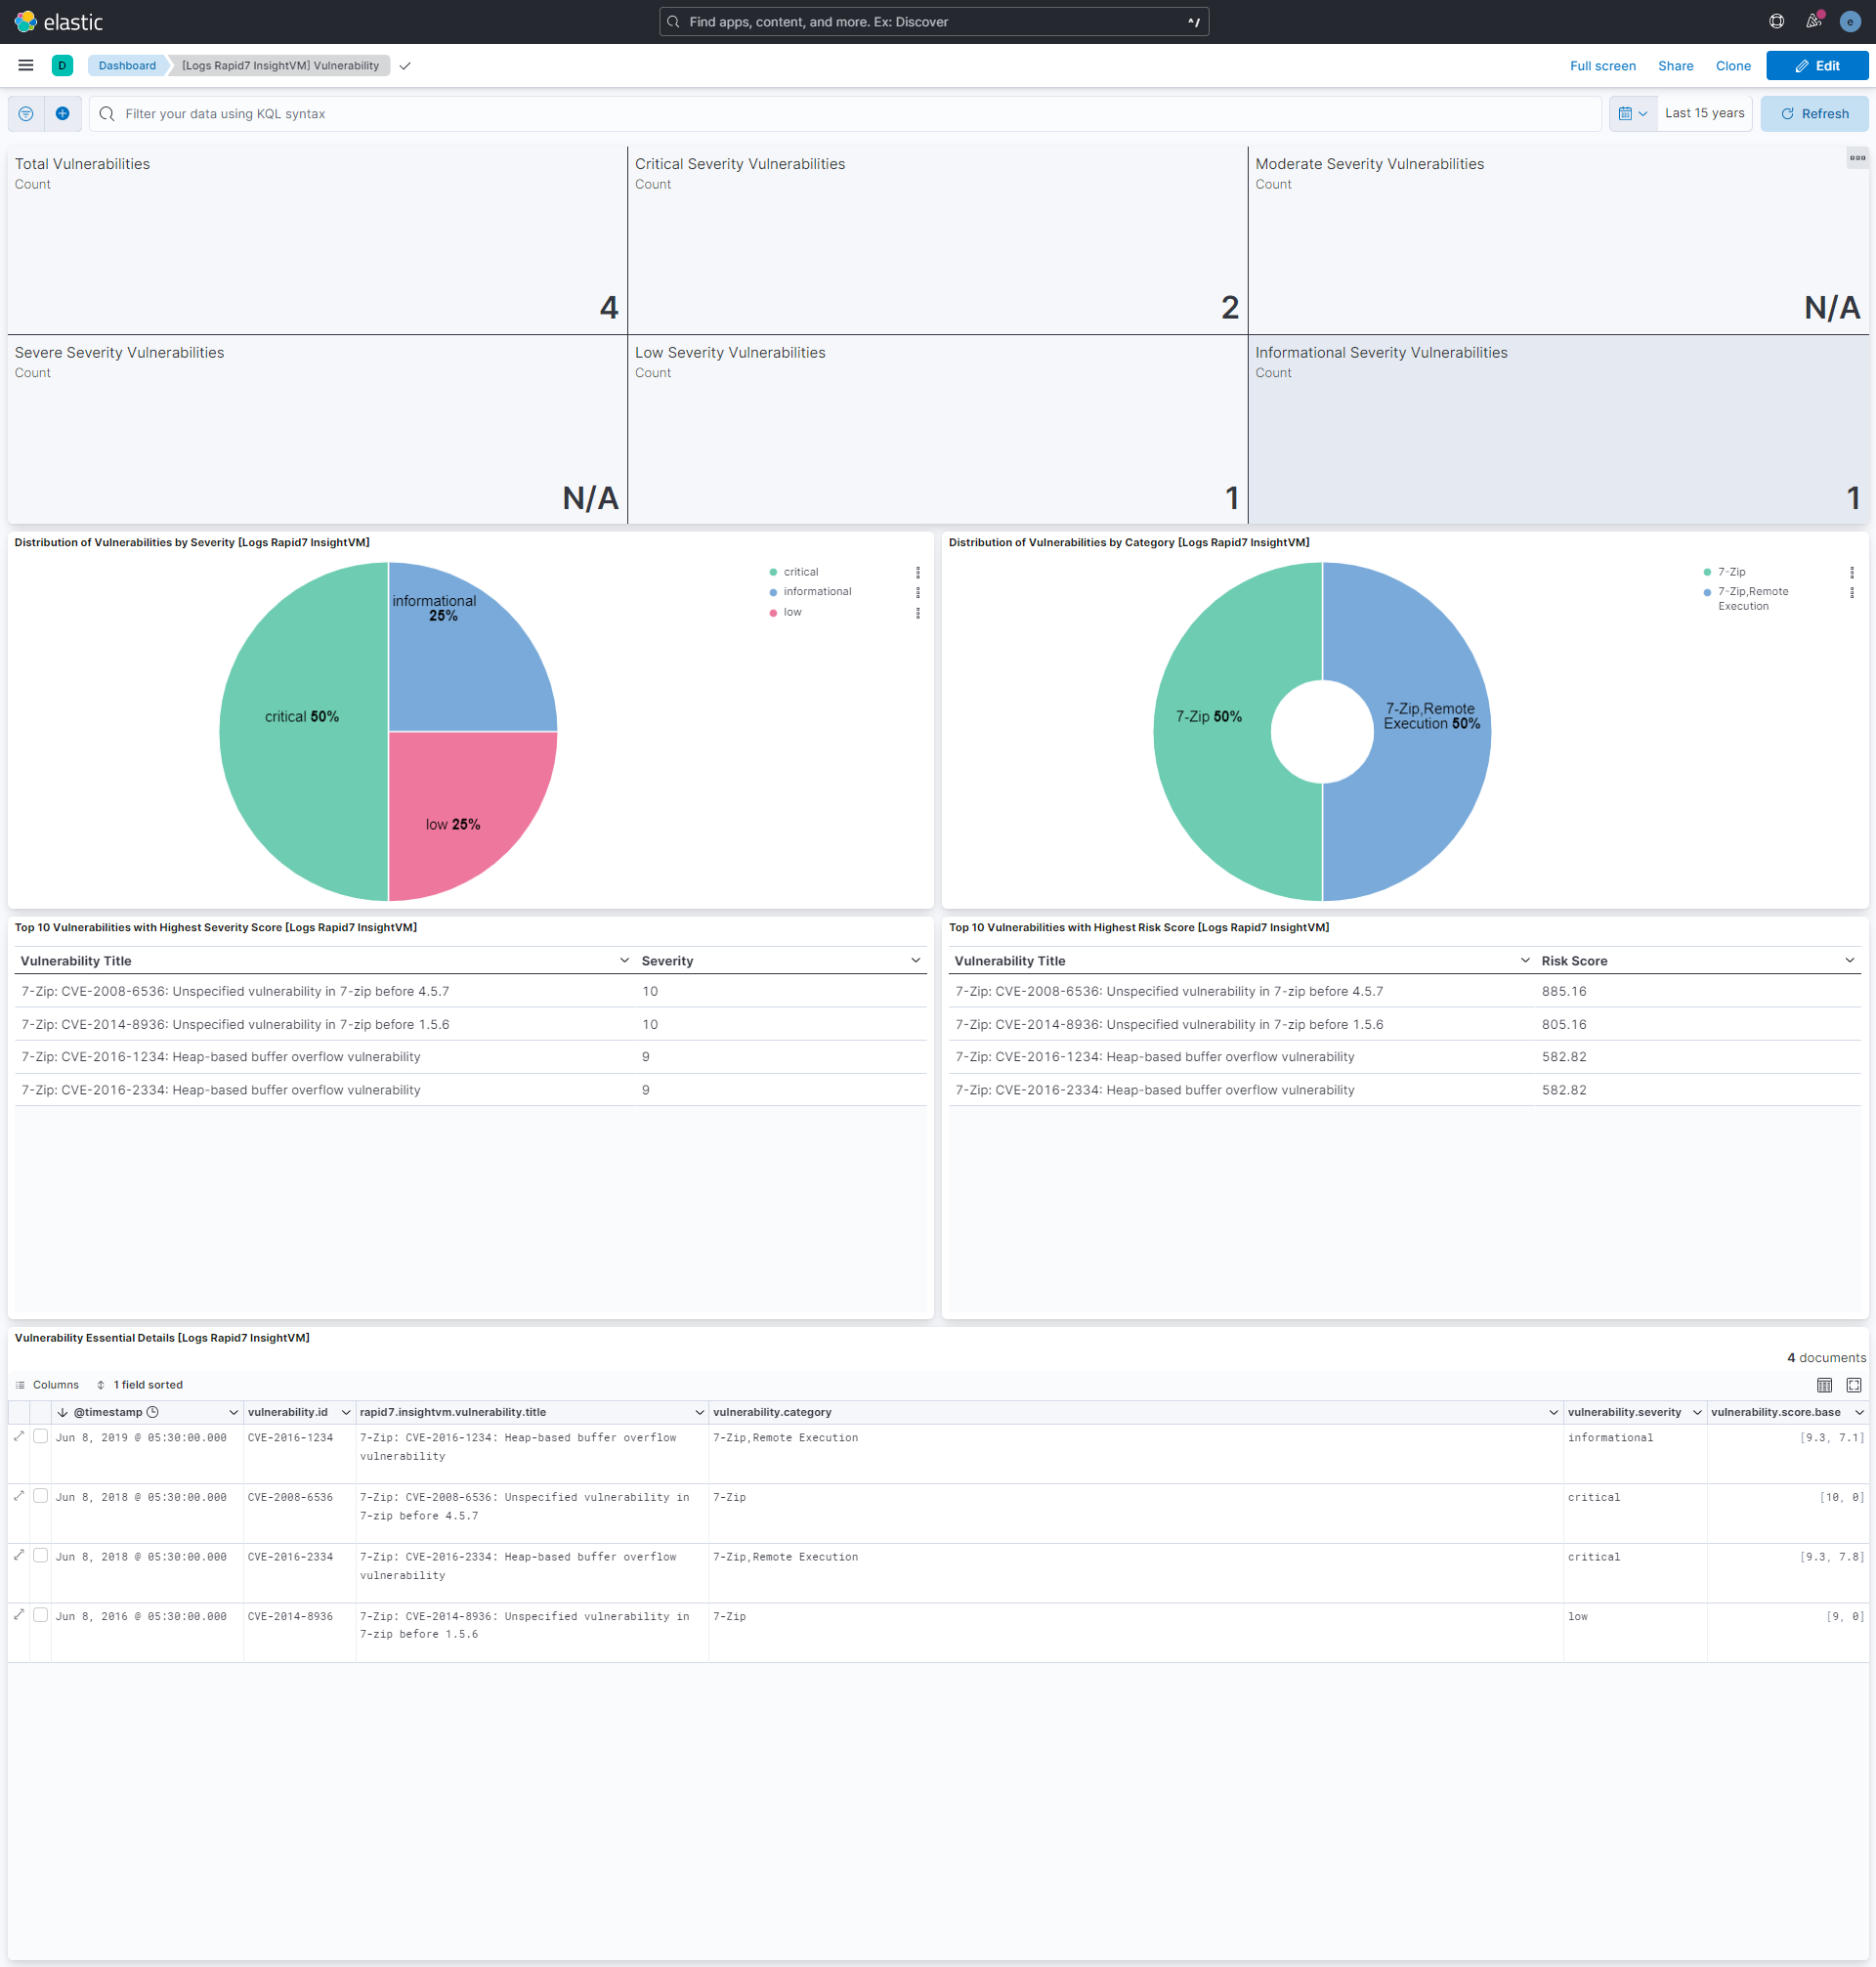 elastic
Find apps, content, and more. Ex: Discover
^/
e
D
Dashboard
[Logs Rapid7 InsightVM] Vulnerability
Full screen
Share
Clone
Edit
Filter your data using KQL syntax
Last 15 years
Refresh
Total Vulnerabilities
Count
4
Critical Severity Vulnerabilities
Count
2
Moderate Severity Vulnerabilities
Count
N/A
Severe Severity Vulnerabilities
Count
N/A
Low Severity Vulnerabilities
Count
1
Informational Severity Vulnerabilities
Count
1
Distribution of Vulnerabilities by Severity [Logs Rapid7 InsightVM]
informational
25%
critical 50%
low 25%
critical
informational
low
Distribution of Vulnerabilities by Category [Logs Rapid7 InsightVM]
7-Zip 50%
7-Zip,Remote
Execution 50%
7-Zip
7-Zip,Remote
Execution
Top 10 Vulnerabilities with Highest Severity Score [Logs Rapid7 InsightVM]
Vulnerability Title Severity
7-Zip: CVE-2008-6536: Unspecified vulnerability in 7-zip before 4.5.7 10
7-Zip: CVE-2014-8936: Unspecified vulnerability in 7-zip before 1.5.6 10
7-Zip: CVE-2016-1234: Heap-based buffer overflow vulnerability 9
7-Zip: CVE-2016-2334: Heap-based buffer overflow vulnerability 9
Top 10 Vulnerabilities with Highest Risk Score [Logs Rapid7 InsightVM]
Vulnerability Title Risk Score
7-Zip: CVE-2008-6536: Unspecified vulnerability in 7-zip before 4.5.7 885.16
7-Zip: CVE-2014-8936: Unspecified vulnerability in 7-zip before 1.5.6 805.16
7-Zip: CVE-2016-1234: Heap-based buffer overflow vulnerability 582.82
7-Zip: CVE-2016-2334: Heap-based buffer overflow vulnerability 582.82
Vulnerability Essential Details [Logs Rapid7 InsightVM]
4 documents
Columns 1 field sorted
@timestamp vulnerability.id rapid7.insightvm.vulnerability.title vulnerability.category vulnerability.severity vulnerability.score.base
Jun 8, 2019 @ 05:30:00.000 CVE-2016-1234 7-Zip: CVE-2016-1234: Heap-based buffer overflow 7-Zip,Remote Execution informational [9.3, 7.1]
vulnerability
Jun 8, 2018 @ 05:30:00.000 CVE-2008-6536 7-Zip: CVE-2008-6536: Unspecified vulnerability in 7-Zip critical [10, 0]
7-zip before 4.5.7
Jun 8, 2018 @ 05:30:00.000 CVE-2016-2334 7-Zip: CVE-2016-2334: Heap-based buffer overflow 7-Zip,Remote Execution critical [9.3, 7.8]
vulnerability
Jun 8, 2016 @ 05:30:00.000 CVE-2014-8936 7-Zip: CVE-2014-8936: Unspecified vulnerability in 7-Zip low [9, 0]
7-zip before 1.5.6